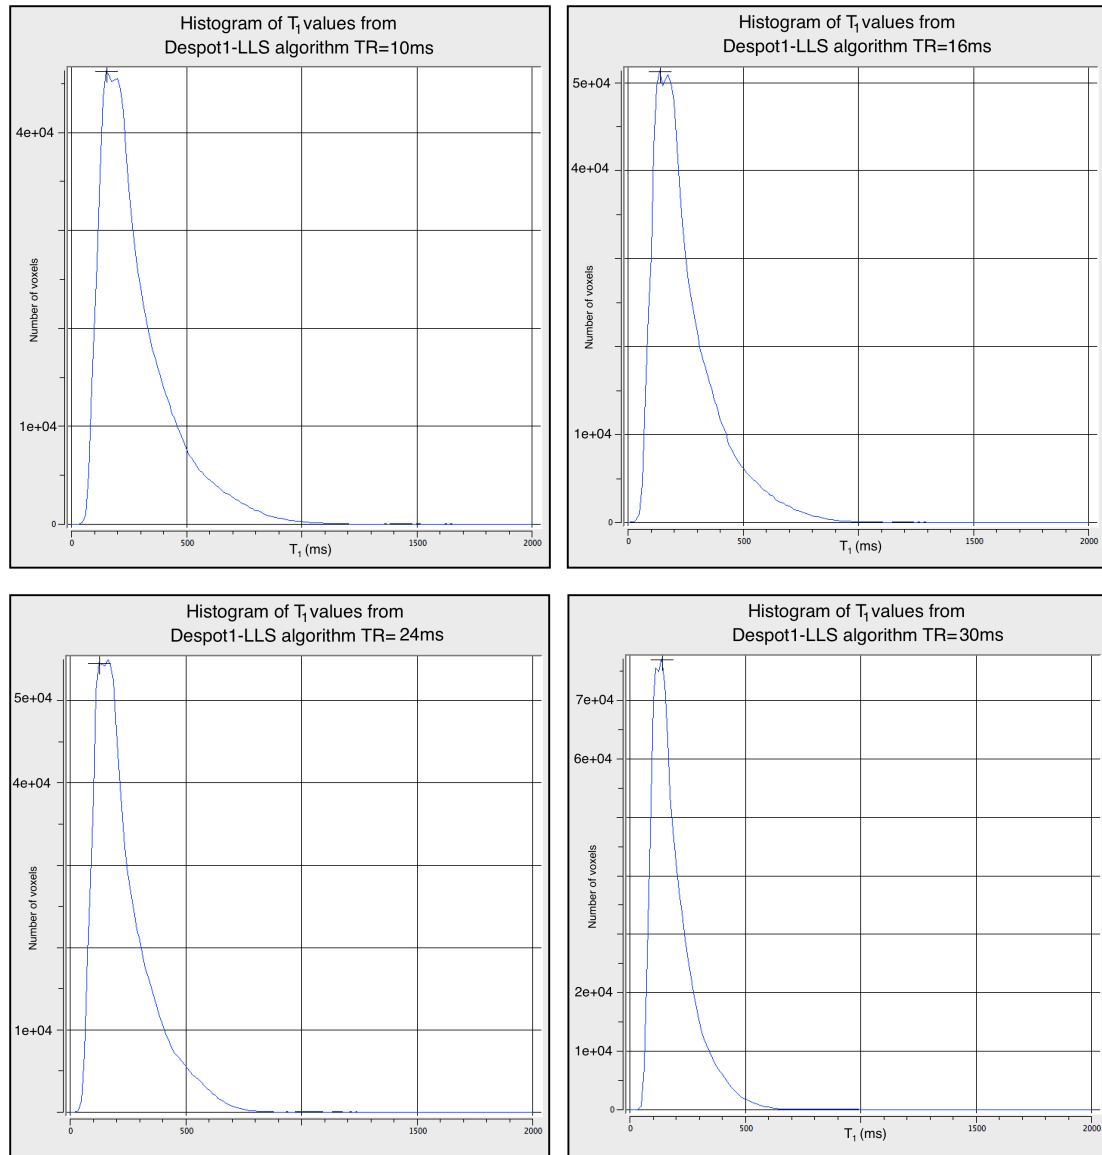 Histogram of T1 values from
Despot1-LLS algorithm TR=10ms
4e+04
Number of voxels
1e+04
0
0 500 1000 1500 2000
T1 (ms)
Histogram of T1 values from
Despot1-LLS algorithm TR=16ms
5e+04
4e+04
Number of voxels
1e+04
0
0 500 1000 1500 2000
T1 (ms)
Histogram of T1 values from
Despot1-LLS algorithm TR= 24ms
5e+04
4e+04
Number of voxels
1e+04
0 500 1000 1500 2000
Histogram of T1 values from
Despot1-LLS algorithm TR=30ms
7e+04
6e+04
Number of voxels
2e+04
1e+04
0
0 500 1000 1500 2000
T1 (ms)